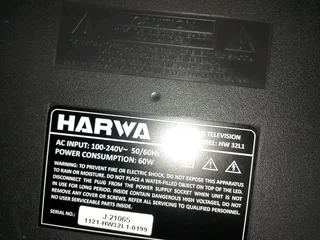 CAUTION
HARWA
TELEVISION
MODEL: HW 32L1
AC INPUT: 100-240V~ 50/60Hz
POWER CONSUMPTION: 60W
WARNING: TO PREVENT FIRE OR ELECTRIC SHOCK, DO NOT EXPOSE THIS APPARATUS
TO RAIN OR MOISTURE. DO NOT PLACE A WATER-FILLED OBJECT ON TOP OF THE LED.
DISCONNECT PLUG FROM THE POWER SUPPLY SOCKET WHEN UNIT IS NOT
IN USE FOR LONG PERIOD. INSIDE CONTAIN DANGEROUS HIGH VOLTAGES, DO NOT
REMOVE COVER OR SCREWS. REFER ALL SERVICING TO QUALIFIED PERSONNEL.
NO USER SERVICEABLE PARTS INSIDE.
SERIAL NO.:
J-21065
1121-HW32L1-0199